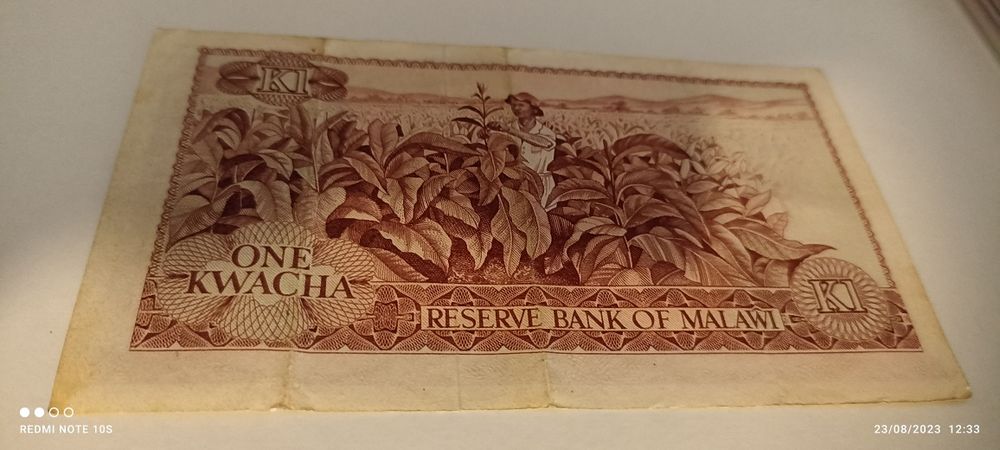 K1
ONE
KWACHA
RESERVE BANK OF MALAWI
K1
REDMI NOTE 10S
23/08/2023 12:33